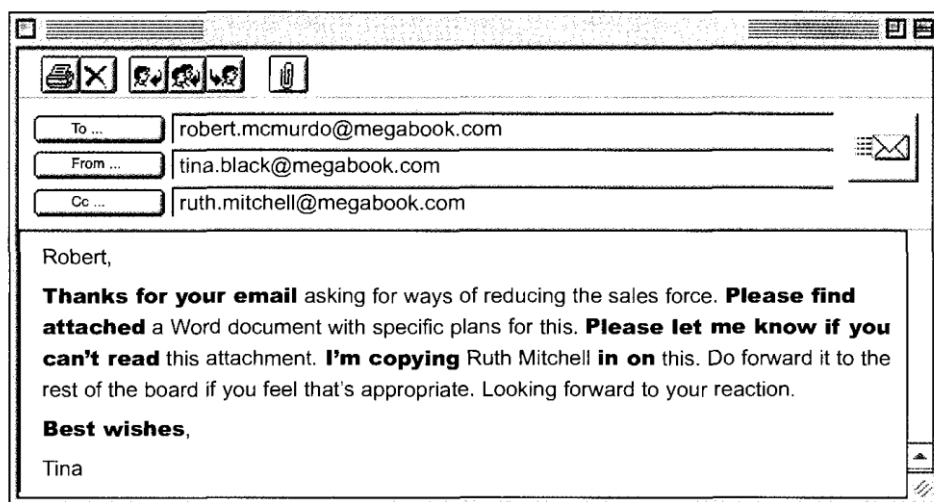 To ...
robert.mcmurdo@megabook.com
From ...
tina.black@megabook.com
Cc ...
ruth.mitchell@megabook.com
Robert,
Thanks for your email asking for ways of reducing the sales force. Please find
attached a Word document with specific plans for this. Please let me know if you
can't read this attachment. I'm copying Ruth Mitchell in on this. Do forward it to the
rest of the board if you feel that's appropriate. Looking forward to your reaction.
Best wishes,
Tina